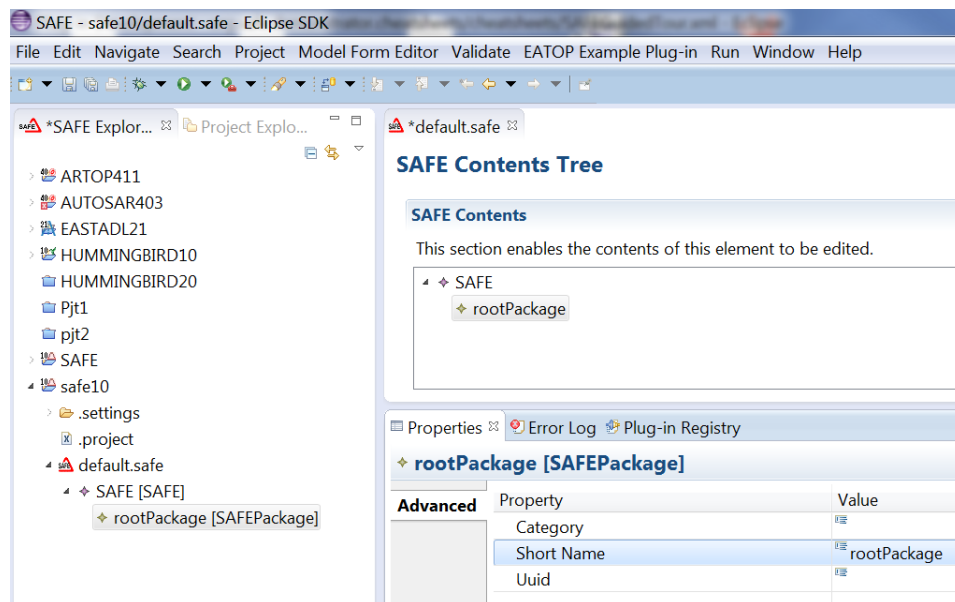 SAFE - safe10/default.safe - Eclipse SDK
File Edit Navigate Search Project Model Form Editor Validate EATOP Example Plug-in Run Window Help
*SAFE Explor... Project Explo...
ARTOP411
AUTOSAR403
EASTADL21
HUMMINGBIRD10
HUMMINGBIRD20
Pjt1
pjt2
SAFE
safe10
.settings
.project
default.safe
SAFE [SAFE]
rootPackage [SAFEPackage]
*default.safe
SAFE Contents Tree
SAFE Contents
This section enables the contents of this element to be edited.
SAFE
rootPackage
Properties Error Log Plug-in Registry
rootPackage [SAFEPackage]
Advanced
Property Value
Category
Short Name rootPackage
Uuid